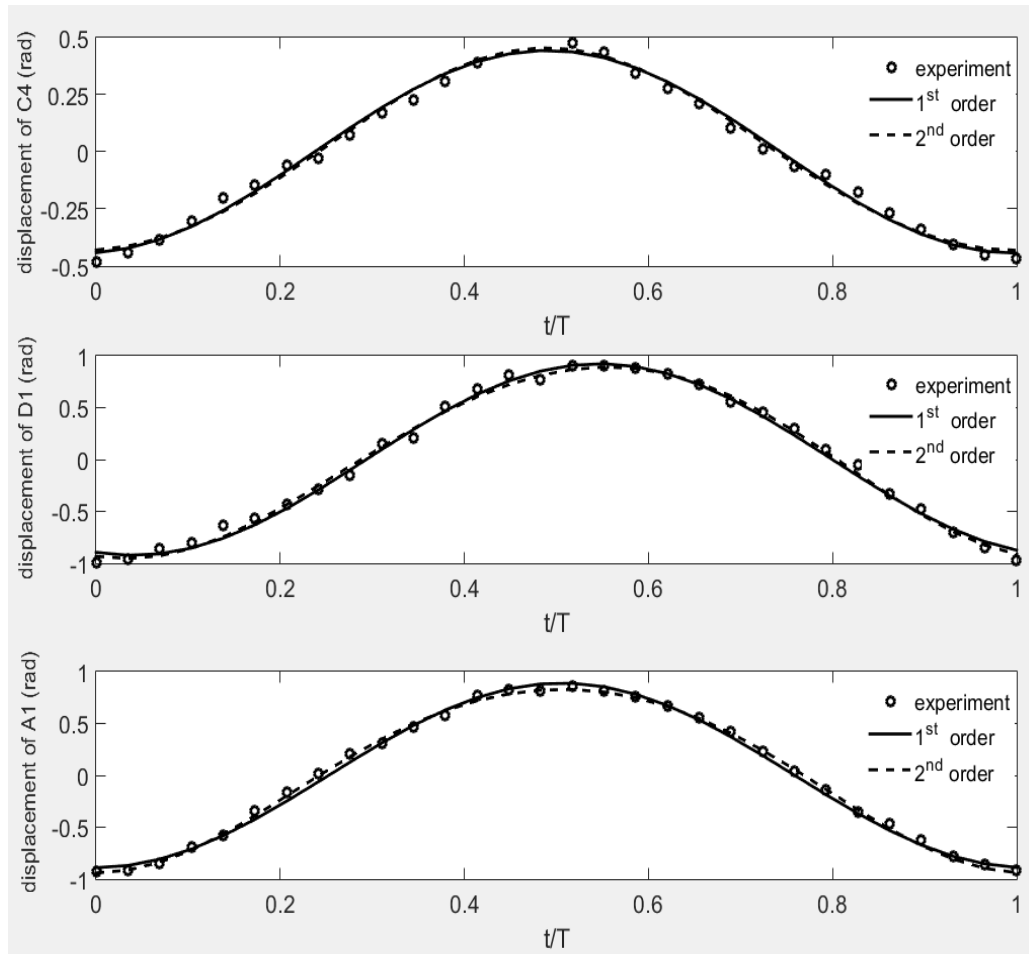 displacement of C4 (rad)
0.5
0.25
0
-0.25
-0.5
0
0.2
0.4
0.6
0.8
1
t/T
experiment
1st order
2nd order
displacement of D1 (rad)
1
0.5
0
-0.5
-1
0
0.2
0.4
0.6
0.8
1
t/T
experiment
1st order
2nd order
displacement of A1 (rad)
1
0.5
0
-0.5
-1
0
0.2
0.4
0.6
0.8
1
t/T
experiment
1st order
2nd order